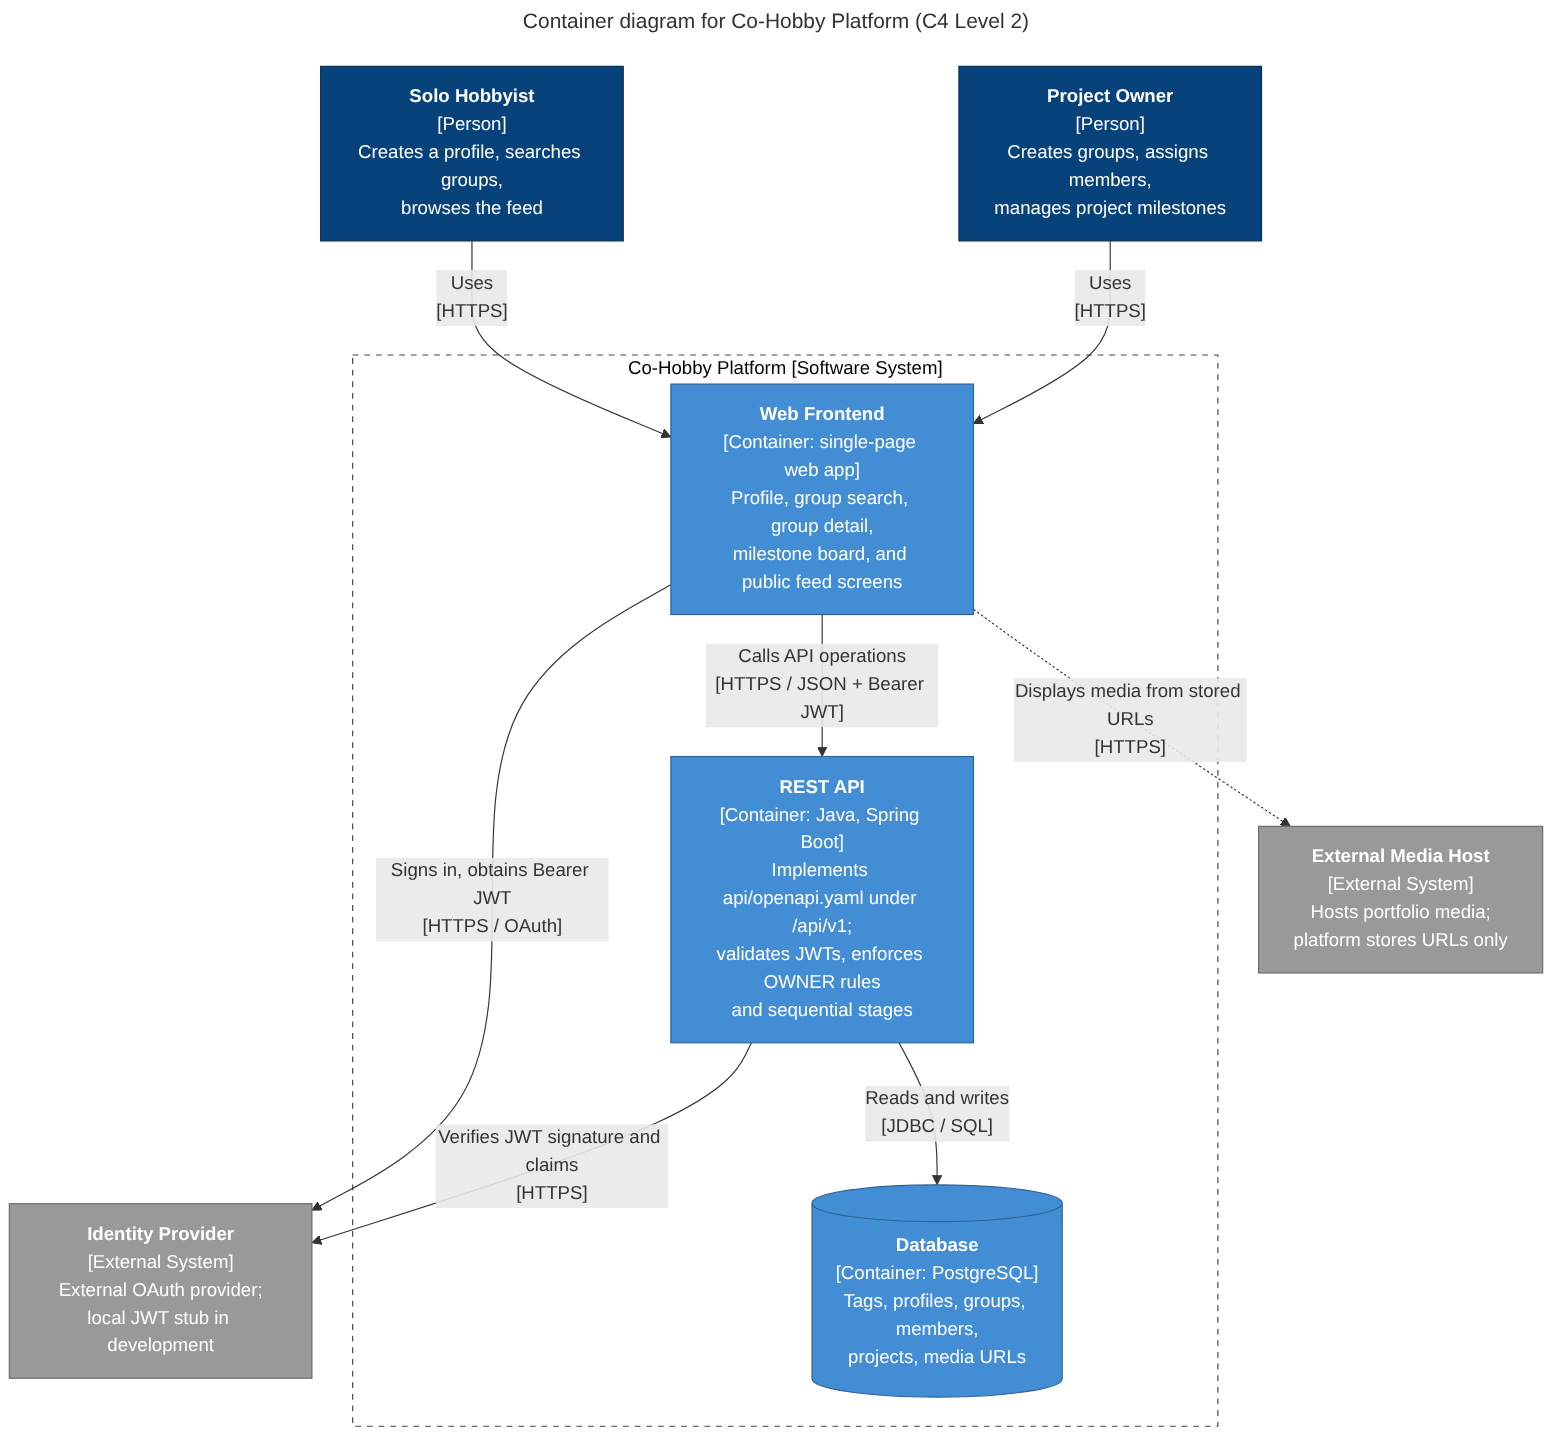 Container diagram for Co-Hobby Platform (C4 Level 2)
Solo Hobbyist
[Person]
Creates a profile, searches
groups,
browses the feed
Project Owner
[Person]
Creates groups, assigns
members,
manages project milestones
Uses
[HTTPS]
Uses
[HTTPS]
Co-Hobby Platform [Software System]
Web Frontend
[Container: single-page
web app]
Profile, group search,
group detail,
milestone board, and
public feed screens
Calls API operations
[HTTPS / JSON + Bearer
JWT]
Displays media from stored
URLs
[HTTPS]
REST API
[Container: Java, Spring
Boot]
Implements
api/openapi.yaml under
/api/v1;
validates JWTs, enforces
OWNER rules
and sequential stages
External Media Host
[External System]
Hosts portfolio media;
platform stores URLs only
Signs in, obtains Bearer
JWT
[HTTPS / OAuth]
Reads and writes
[JDBC / SQL]
Verifies JWT signature and
claims
[HTTPS]
Identity Provider
[External System]
External OAuth provider;
local JWT stub in
development
Database
[Container: PostgreSQL]
Tags, profiles, groups,
members,
projects, media URLs